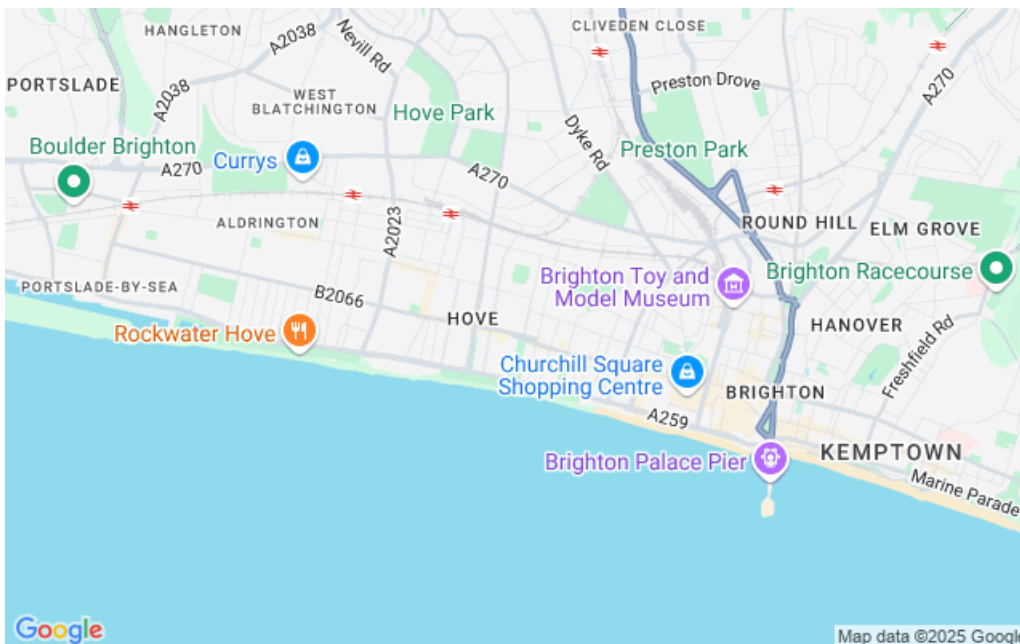 CLIVEDEN CLOSE
HANGLETON
A2038
Nevill Rd
PORTSLADE
A2038
WEST
BLATCHINGTON
Hove Park
Preston Drove
A270
Dyke Rd
Boulder Brighton
Currys
A270
A270
Preston Park
ALDRINGTON
A2023
ROUND HILL
ELM GROVE
Brighton Toy and
Model Museum
Brighton Racecourse
PORTSLADE-BY-SEA
B2066
Rockwater Hove
HOVE
HANOVER
Freshfield Rd
Churchill Square
Shopping Centre
BRIGHTON
A259
KEMPTOWN
Brighton Palace Pier
Marine Parade
Google
Map data ©2025 Google